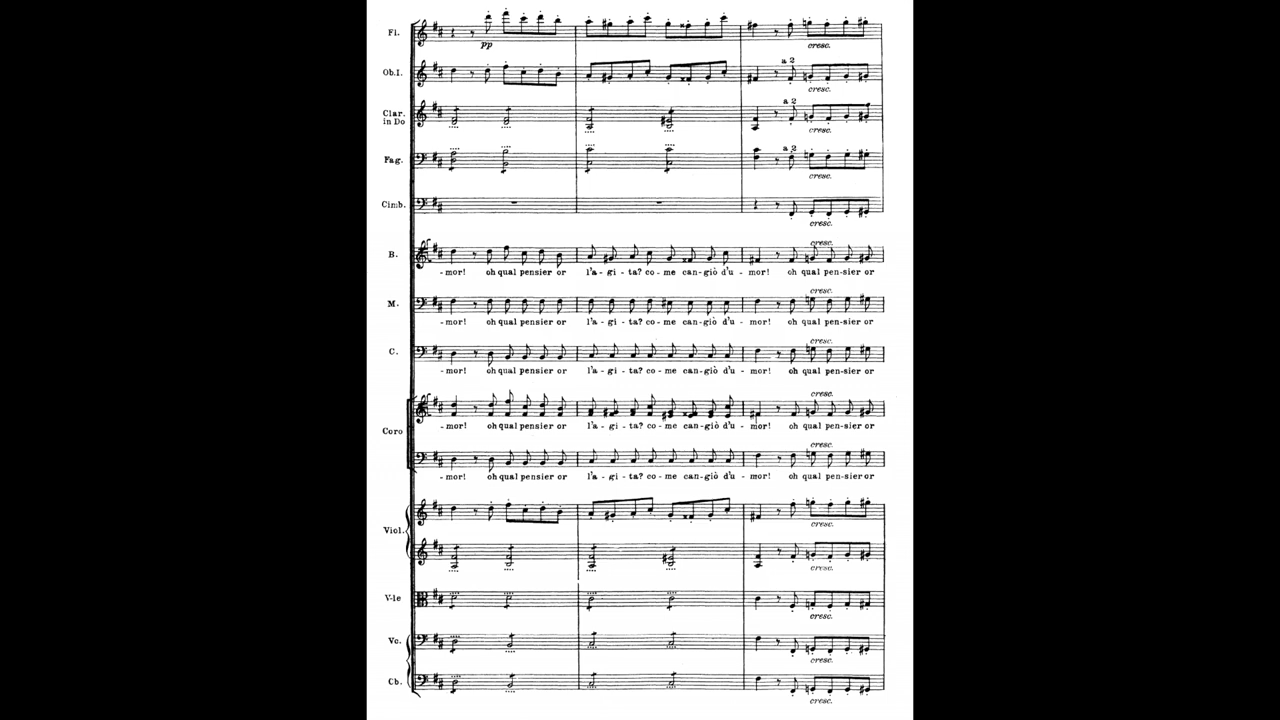 Fl.
pp
cresc.
Ob.I.
a 2
cresc.
Clar.
in Do
a 2
cresc.
Fag.
a 2
cresc.
Cimb.
cresc.
B.
cresc.
-mor! oh qual pensier or l'a-gi-ta? co-me can-giò d'u-mor! oh qual pen-sier or
M.
cresc.
-mor! oh qual pensier or l'a-gi-ta? co-me can-giò d'u-mor! oh qual pen-sier or
C.
cresc.
-mor! oh qual pensier or l'a-gi-ta? co-me can-giò d'u-mor! oh qual pen-sier or
Coro
cresc.
-mor! oh qual pensier or l'a-gi-ta? co-me can-giò d'u-mor! oh qual pen-sier or
cresc.
-mor! oh qual pensier or l'a-gi-ta? co-me can-giò d'u-mor! oh qual pen-sier or
Viol.
cresc.
cresc.
V-le
cresc.
Vc.
cresc.
Cb.
cresc.